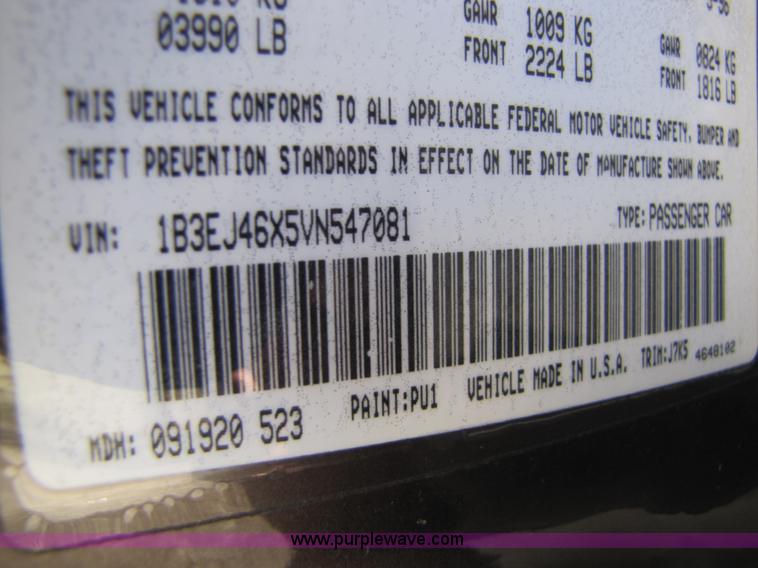 03990 LB
GAWR 1009 KG
FRONT 2224 LB
GAWR 0824 KG
FRONT 1816 LB
THIS VEHICLE CONFORMS TO ALL APPLICABLE FEDERAL MOTOR VEHICLE SAFETY, BUMPER AND
THEFT PREVENTION STANDARDS IN EFFECT ON THE DATE OF MANUFACTURE SHOWN ABOVE.
VIN: 1B3EJ46X5VN547081 TYPE: PASSENGER CAR
MDH: 091920 523 PAINT:PU1 VEHICLE MADE IN U.S.A. TRIM:J7K5 4648102
www.purplewave.com